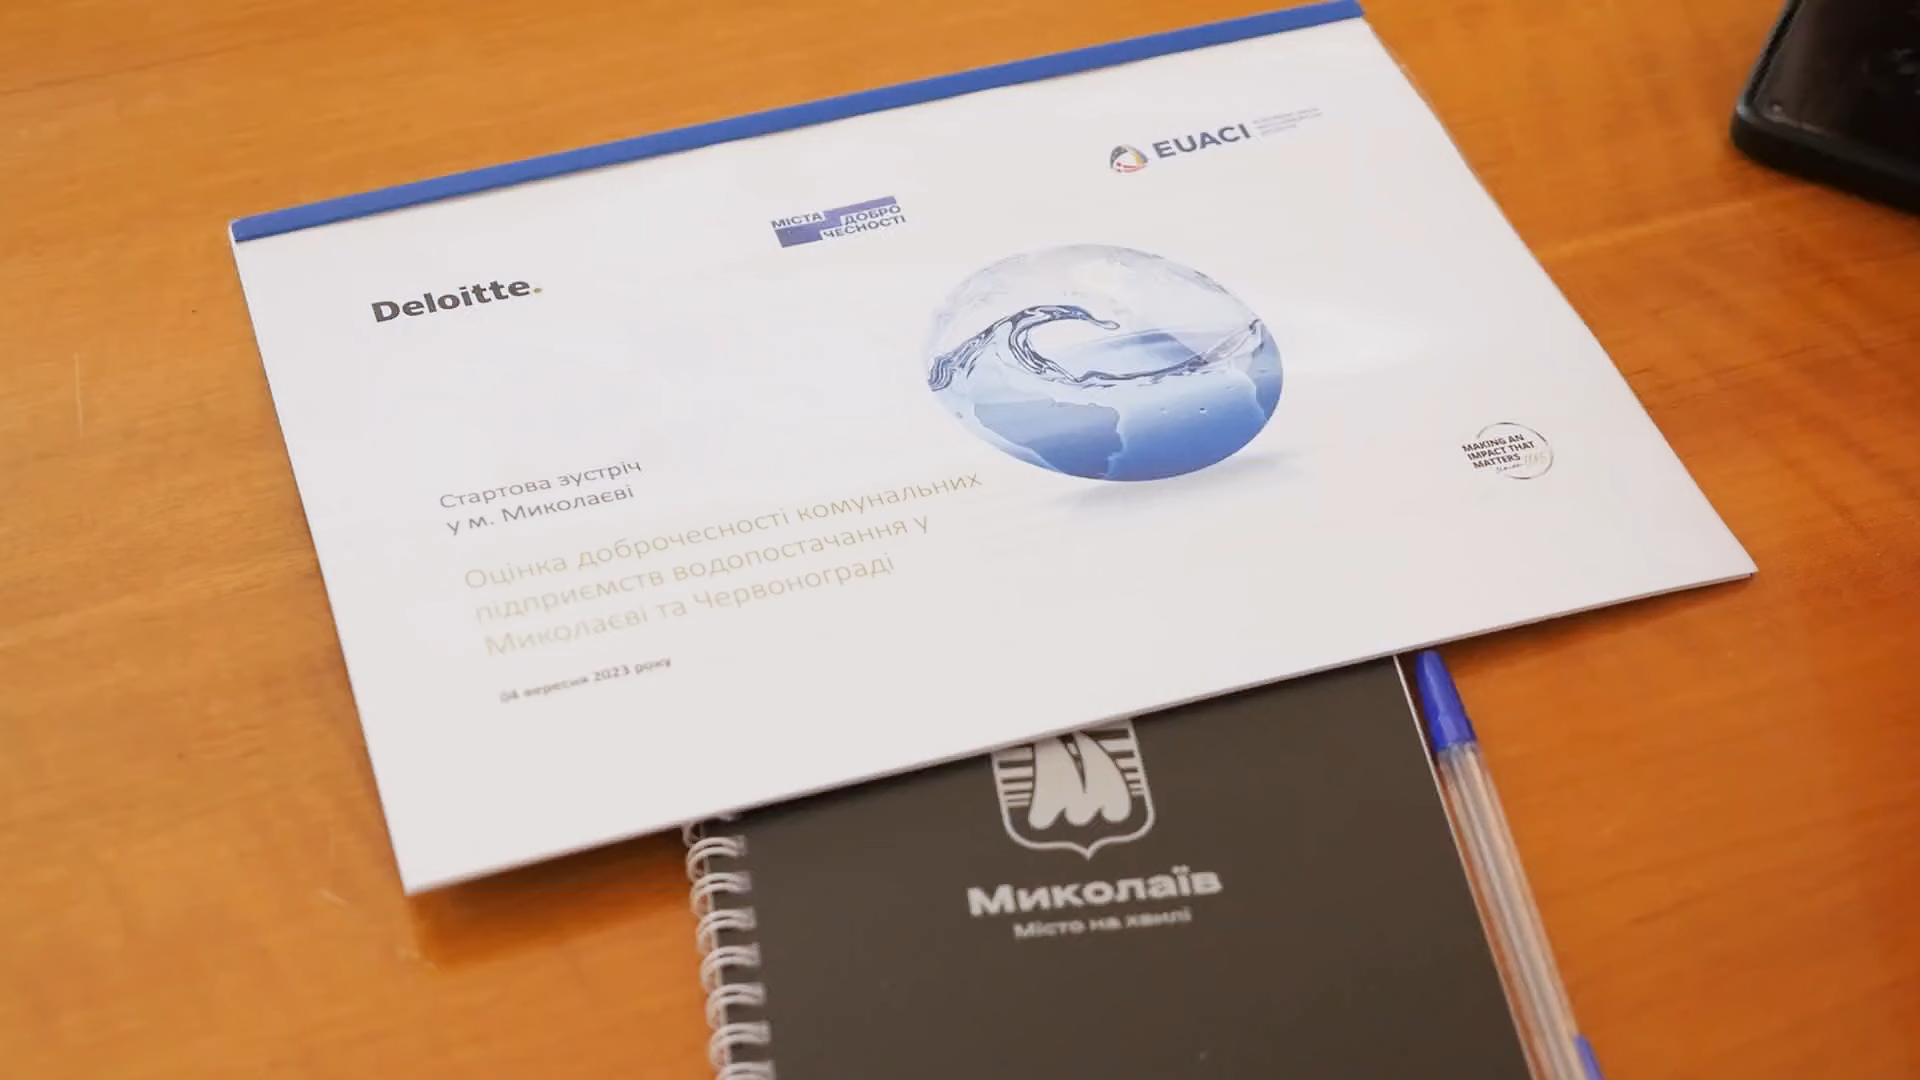 EUACI
МІСТА ДОБРО
ЧЕСНОСТІ
Deloitte.
MAKING AN
IMPACT THAT
MATTERS
Стартова зустріч
у м. Миколаєві
Оцінка доброчесності комунальних
підприємств водопостачання у
Миколаєві та Червонограді
04 вересня 2023 року
Миколаїв
Місто на хвилі